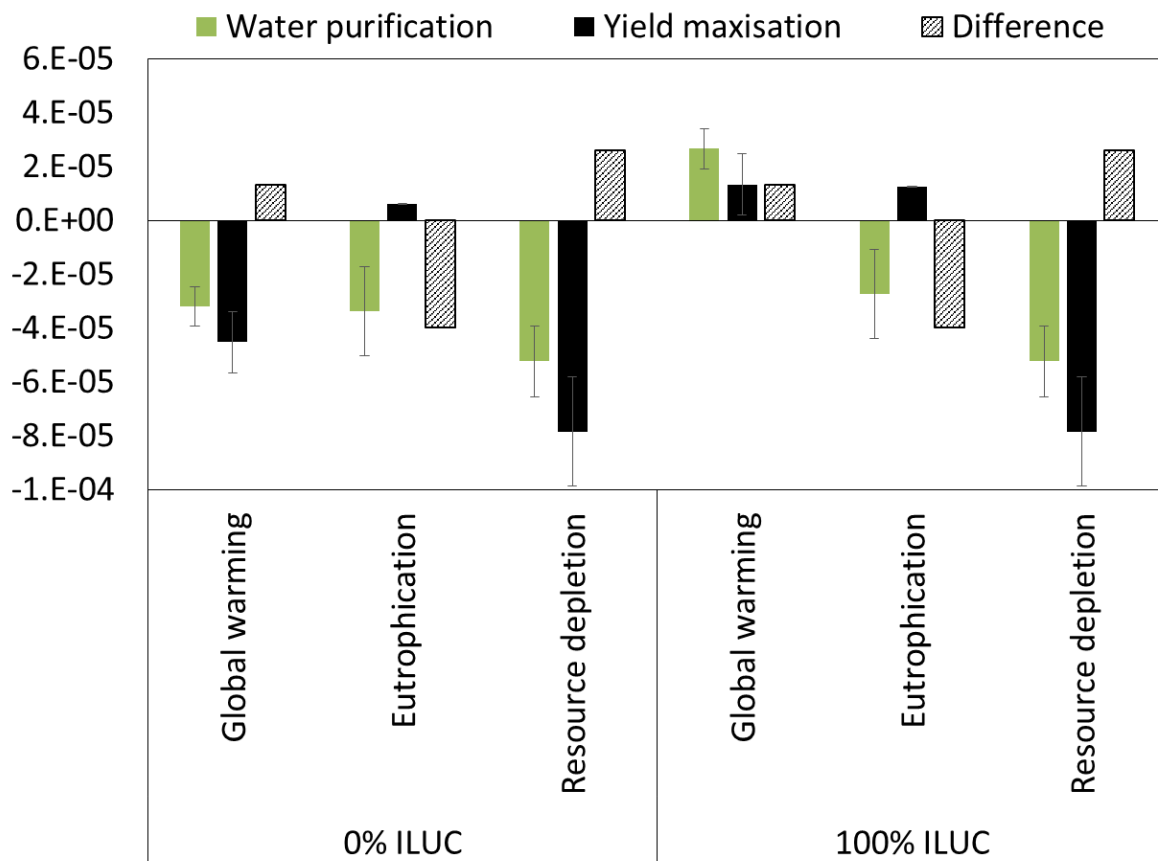 Water purification Yield maxisation Difference
6.E-05
4.E-05
2.E-05
0.E+00
-2.E-05
-4.E-05
-6.E-05
-8.E-05
-1.E-04
Global warming
Eutrophication
Resource depletion
Global warming
Eutrophication
Resource depletion
0% ILUC
100% ILUC